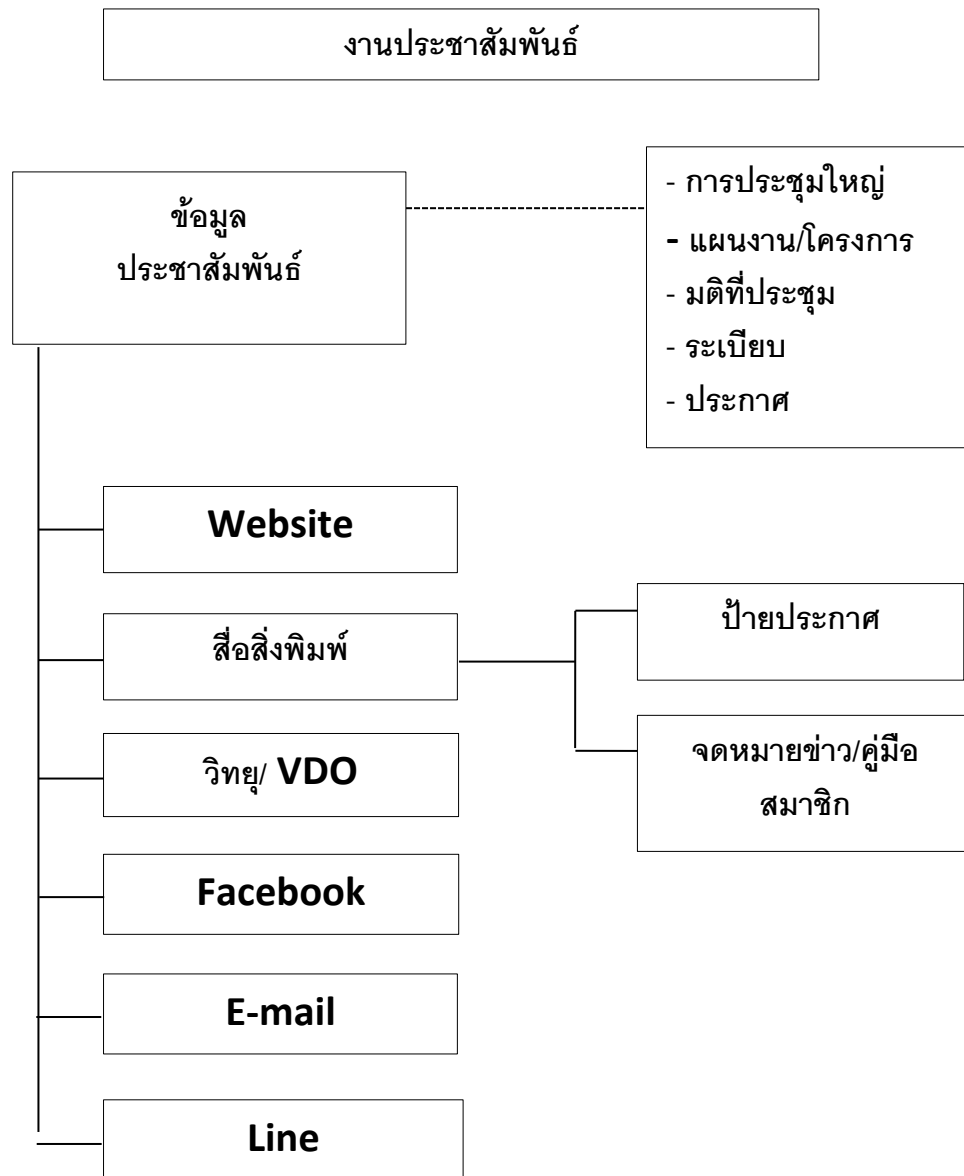 งานประชาสัมพันธ์
ข้อมูล
ประชาสัมพันธ์
- การประชุมใหญ่
- แผนงาน/โครงการ
- มติที่ประชุม
- ระเบียบ
- ประกาศ
Website
สื่อสิ่งพิมพ์
ป้ายประกาศ
จดหมายข่าว/คู่มือ
สมาชิก
วิทยุ/ VDO
Facebook
E-mail
Line